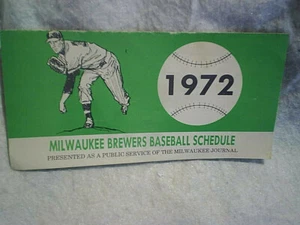 1972
MILWAUKEE BREWERS BASEBALL SCHEDULE
PRESENTED AS A PUBLIC SERVICE OF THE MILWAUKEE JOURNAL